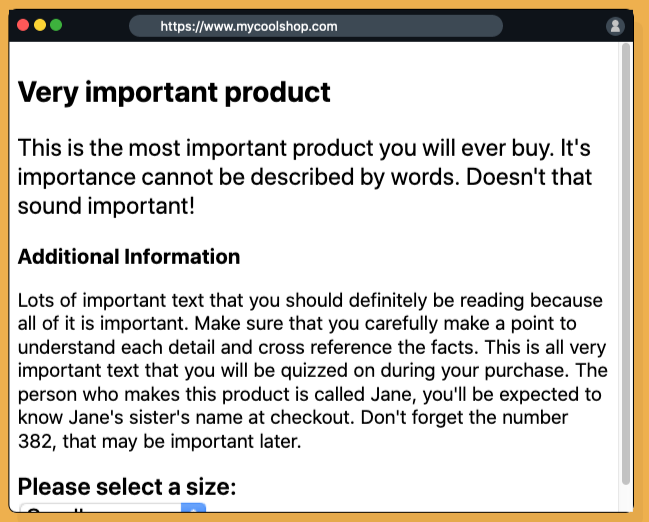 https://www.mycoolshop.com
Very important product
This is the most important product you will ever buy. It's
importance cannot be described by words. Doesn't that
sound important!
Additional Information
Lots of important text that you should definitely be reading because
all of it is important. Make sure that you carefully make a point to
understand each detail and cross reference the facts. This is all very
important text that you will be quizzed on during your purchase. The
person who makes this product is called Jane, you'll be expected to
know Jane's sister's name at checkout. Don't forget the number
382, that may be important later.
Please select a size: